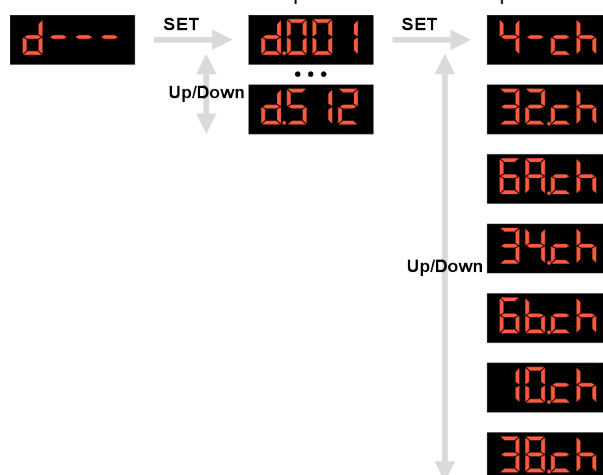 d--- SET d.001 SET 4-ch
...
Up/Down d.512 32.ch
6A.ch
34.ch
Up/Down
6b.ch
10.ch
38.ch